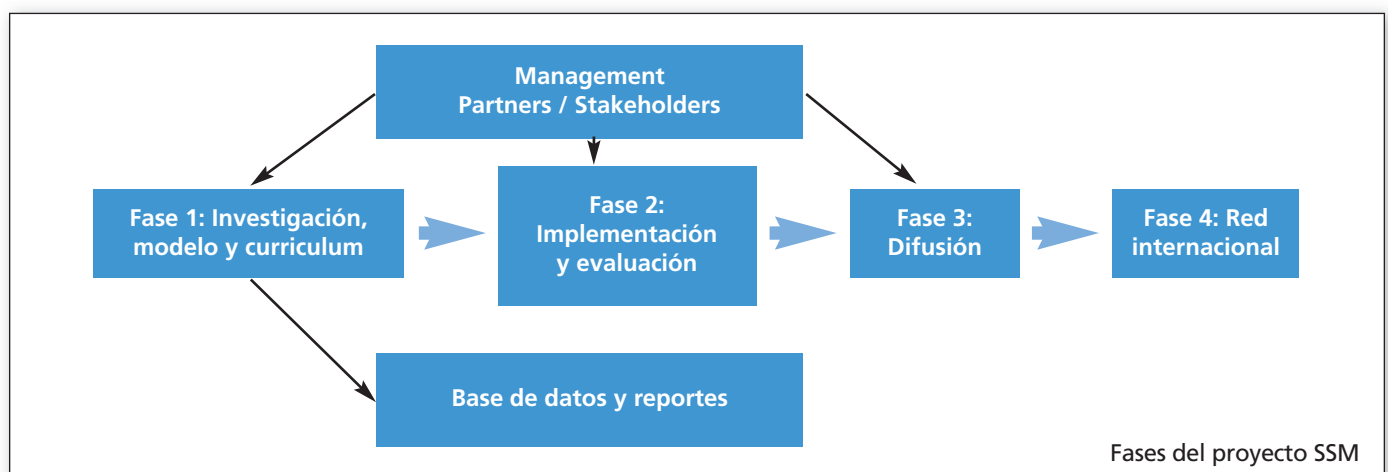 Management
Partners / Stakeholders
Fase 1: Investigación,
modelo y curriculum
Fase 2:
Implementación
y evaluación
Fase 3:
Difusión
Fase 4: Red
internacional
Base de datos y reportes
Fases del proyecto SSM